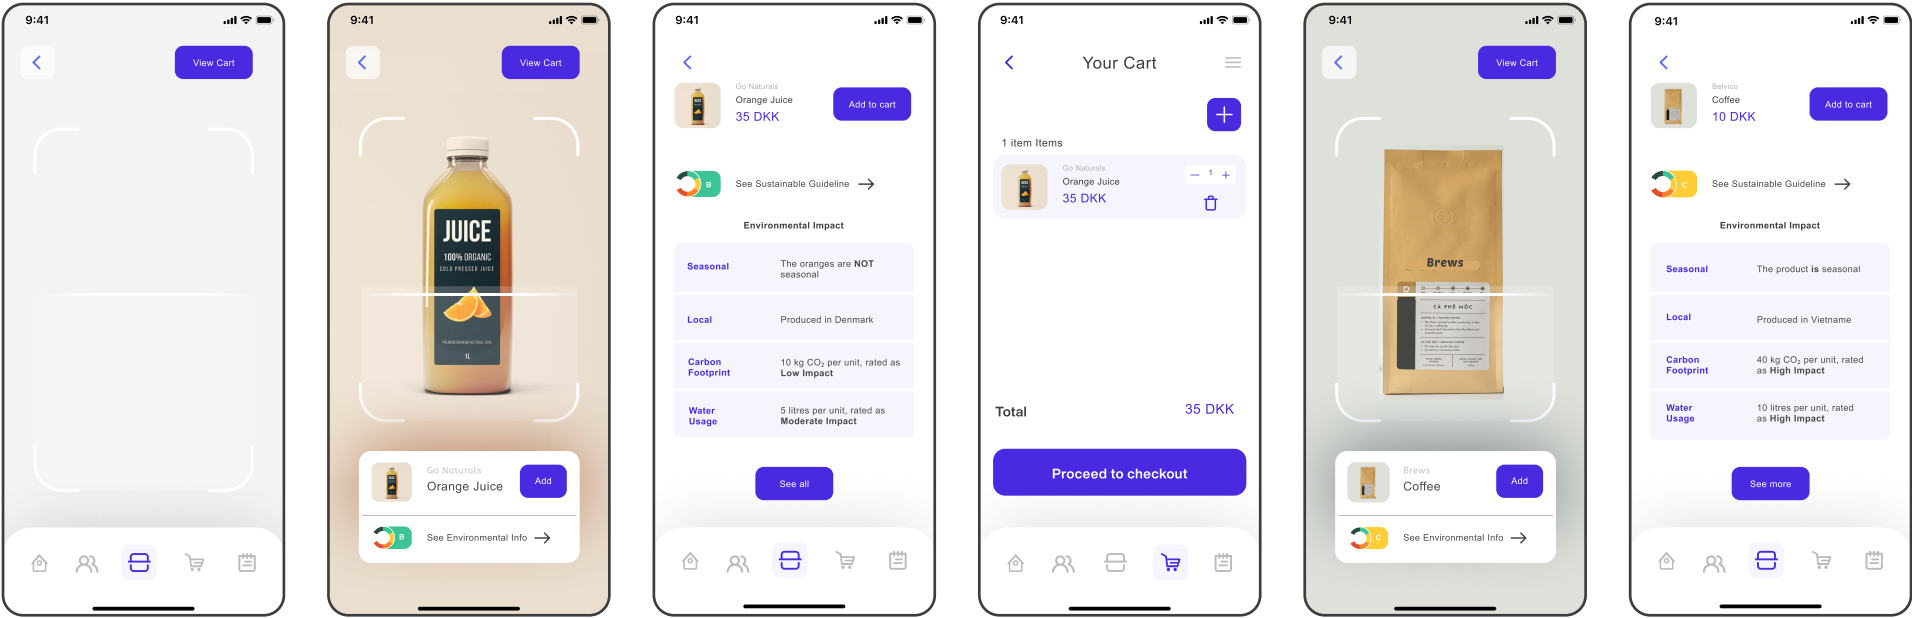 9:41
View Cart
9:41
View Cart
JUICE
100% ORGANIC
COLD PRESSED JUICE
1L
Go Naturals
Orange Juice
Add
B
See Environmental Info
9:41
Go Naturals
Orange Juice
35 DKK
Add to cart
B
See Sustainable Guideline
Environmental Impact
Seasonal
The oranges are NOT
seasonal
Local
Produced in Denmark
Carbon
Footprint
10 kg CO₂ per unit, rated as
Low Impact
Water
Usage
5 litres per unit, rated as
Moderate Impact
See all
9:41
Your Cart
1 item Items
Go Naturals
Orange Juice
35 DKK
1
Total
35 DKK
Proceed to checkout
9:41
View Cart
Brews
CÀ PHÊ MỘC
Brews
Coffee
Add
C
See Environmental Info
9:41
Belvico
Coffee
10 DKK
Add to cart
C
See Sustainable Guideline
Environmental Impact
Seasonal
The product is seasonal
Local
Produced in Vietname
Carbon
Footprint
40 kg CO₂ per unit, rated
as High Impact
Water
Usage
10 litres per unit, rated
as High Impact
See more